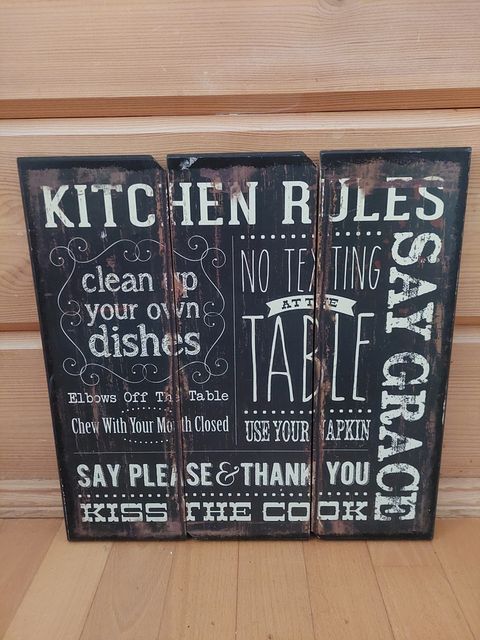 KITCHEN RULES
clean up
your own
dishes
Elbows Off The Table
Chew With Your Mouth Closed
NO TEXTING
AT THE
TABLE
USE YOUR NAPKIN
SAY GRACE
SAY PLEASE & THANK YOU
KISS THE COOK